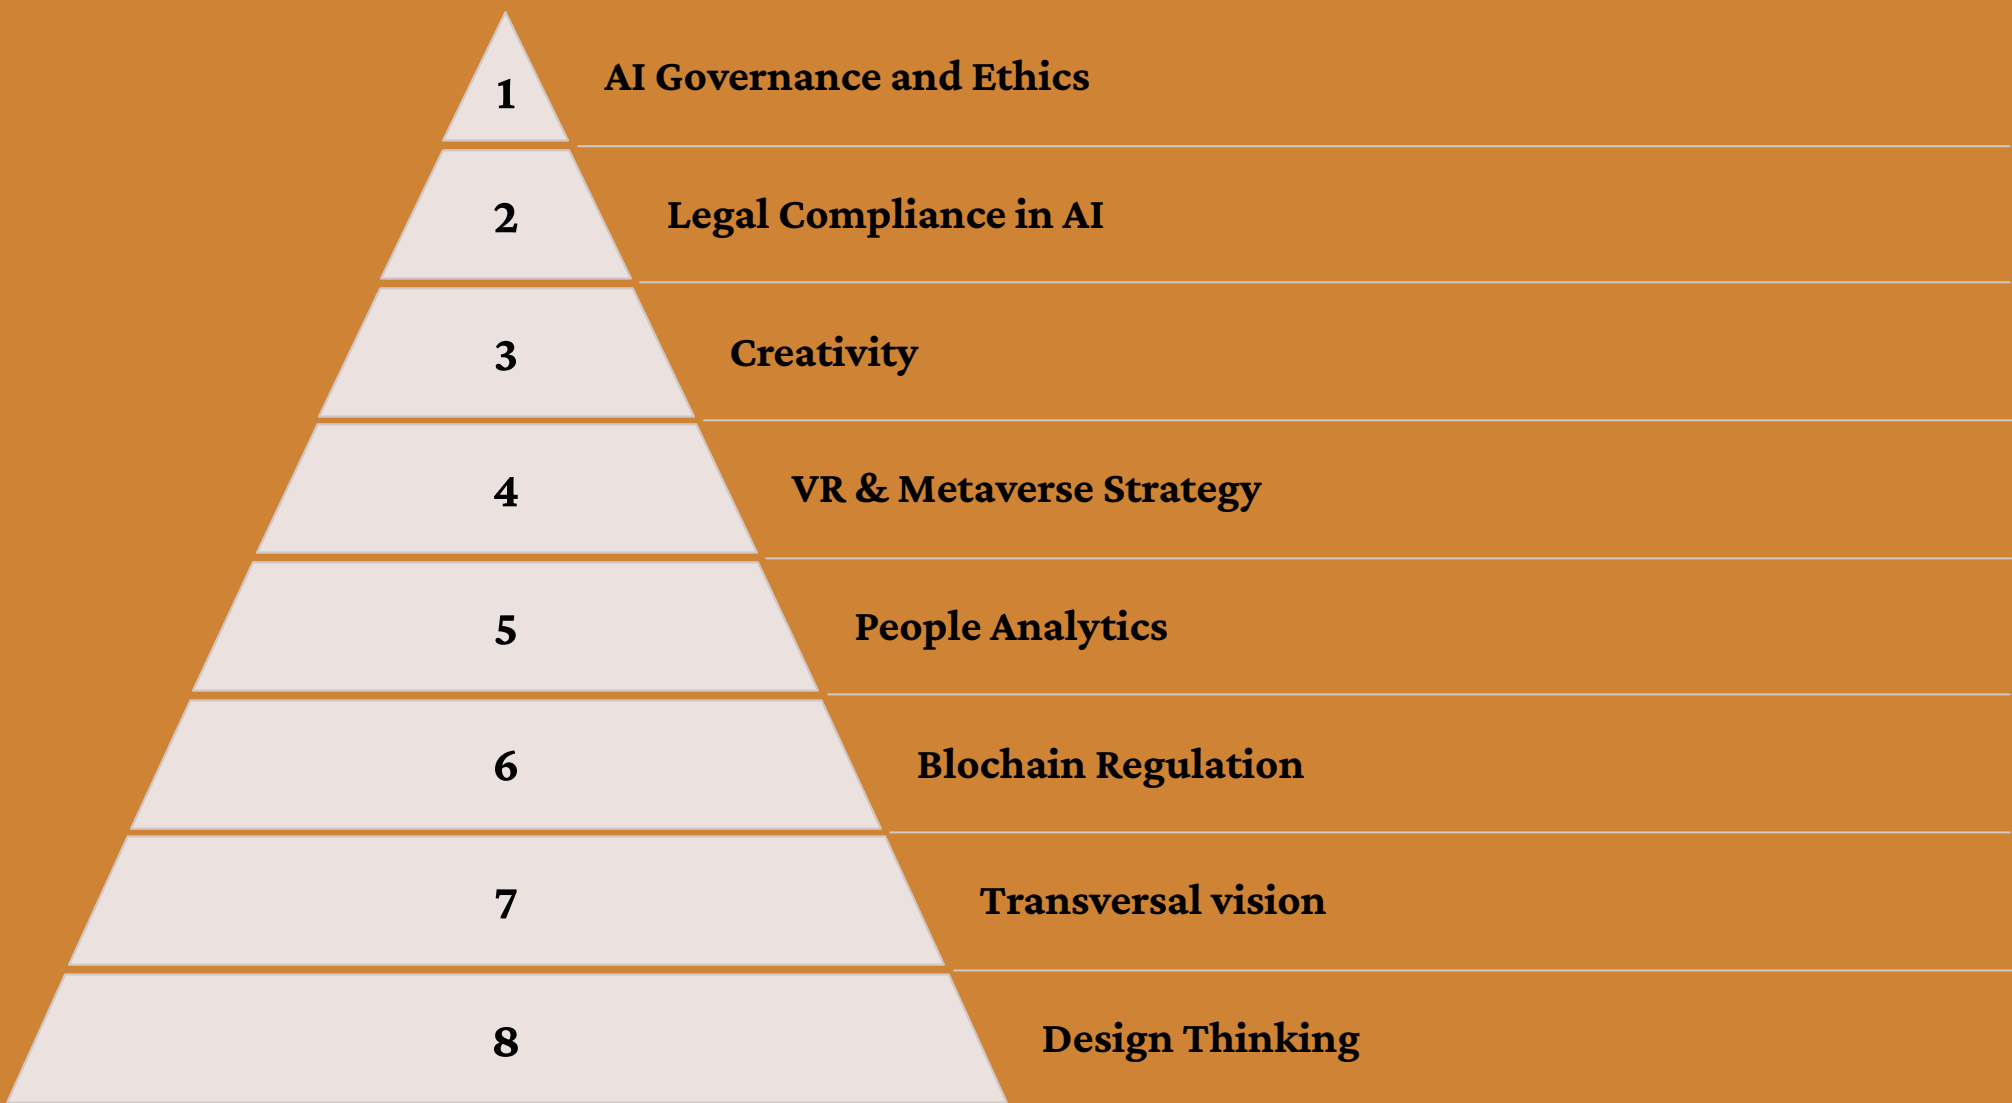 1
AI Governance and Ethics
2
Legal Compliance in AI
3
Creativity
4
VR & Metaverse Strategy
5
People Analytics
6
Blochain Regulation
7
Transversal vision
8
Design Thinking